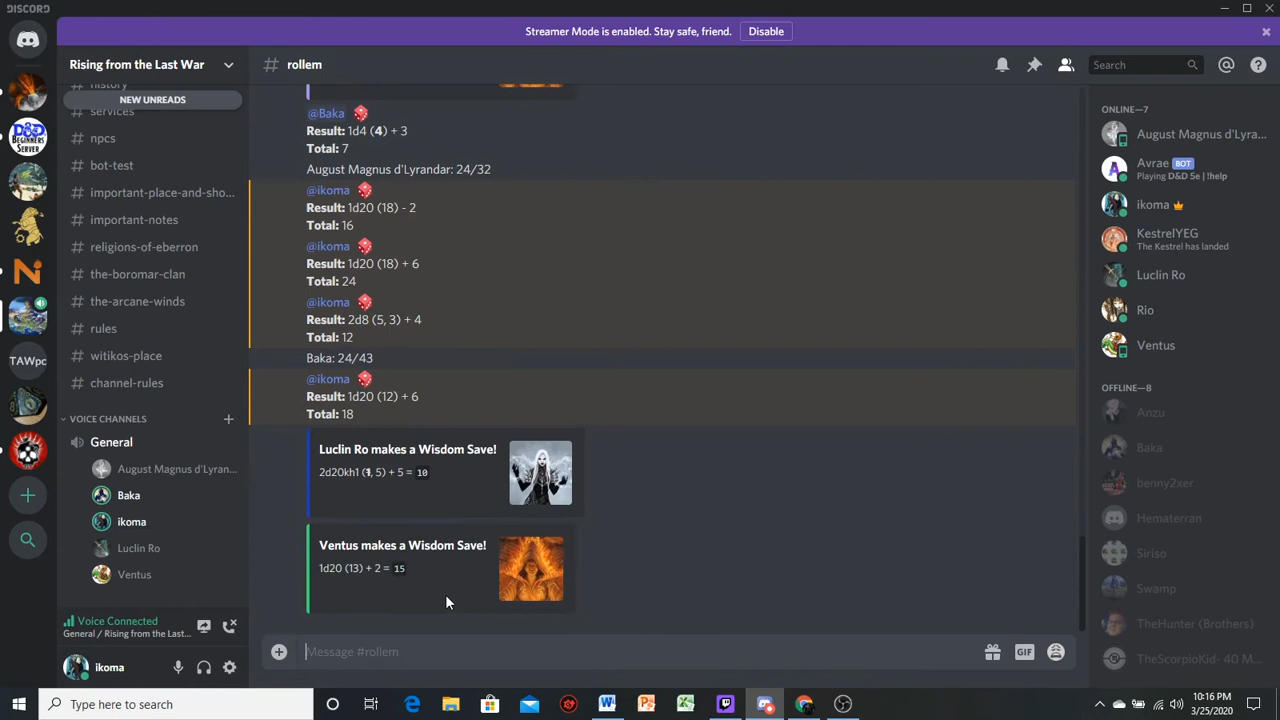 DISCORD
Streamer Mode is enabled. Stay safe, friend.
Disable
Rising from the Last War
# rollem
Search
history
NEW UNREADS
services
# npcs
# bot-test
# important-place-and-sho...
# important-notes
# religions-of-eberron
# the-boromar-clan
# the-arcane-winds
# rules
# witikos-place
# channel-rules
VOICE CHANNELS
General
August Magnus d'Lyran...
Baka
ikoma
Luclin Ro
Ventus
Voice Connected
General / Rising from the Last...
ikoma
D&D
BEGINNERS
SERVER
TAWpc
@Baka
Result: 1d4 (4) + 3
Total: 7
August Magnus d'Lyrandar: 24/32
@ikoma
Result: 1d20 (18) - 2
Total: 16
@ikoma
Result: 1d20 (18) + 6
Total: 24
@ikoma
Result: 2d8 (5, 3) + 4
Total: 12
Baka: 24/43
@ikoma
Result: 1d20 (12) + 6
Total: 18
Luclin Ro makes a Wisdom Save!
, 5) + 5 = 10
Ventus makes a Wisdom Save!
1d20 (13) + 2 = 15
Message #rollem
GIF
ONLINE—7
August Magnus d'Lyra...
Avrae BOT
Playing D&D 5e | !help
ikoma
KestrelYEG
The Kestrel has landed
Luclin Ro
Rio
Ventus
OFFLINE—8
Anzu
Baka
benny2xer
Hematerran
Siriso
Swamp
TheHunter (Brothers)
TheScorpioKid- 40 M...
Type here to search
10:16 PM
3/25/2020